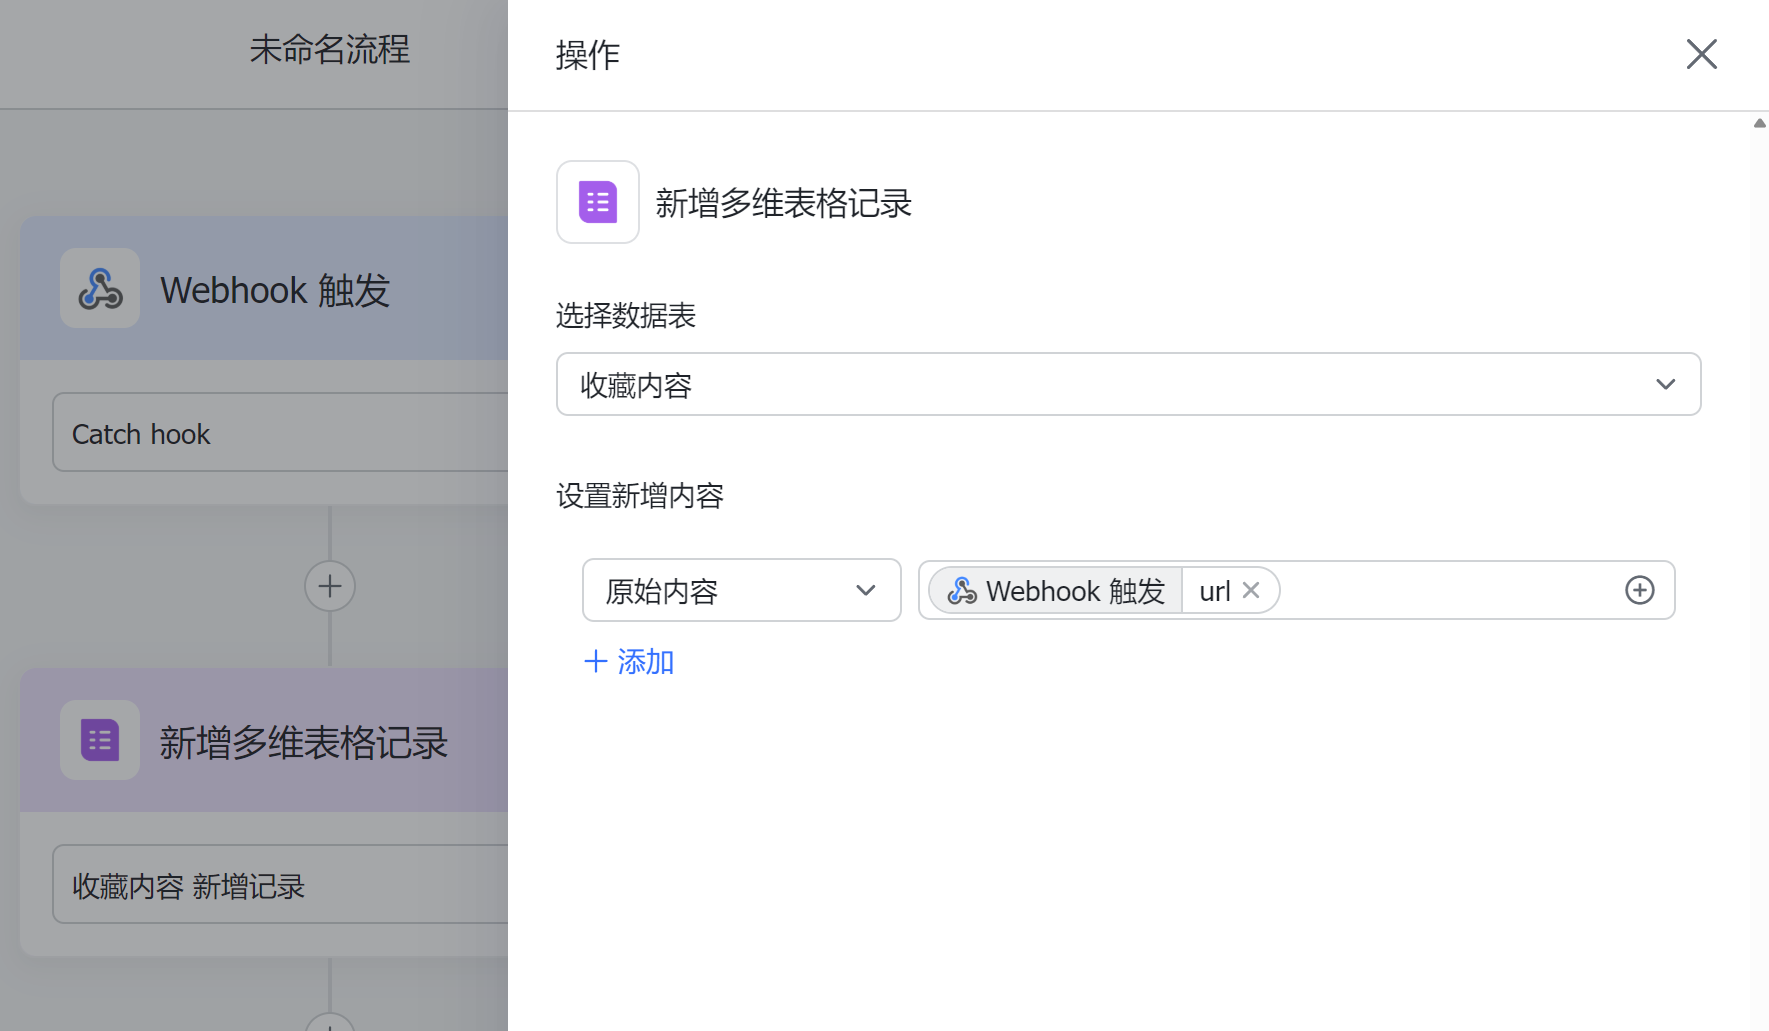 未命名流程
Webhook 触发
Catch hook
新增多维表格记录
收藏内容 新增记录
操作
新增多维表格记录
选择数据表
收藏内容
设置新增内容
原始内容
Webhook 触发 url
添加